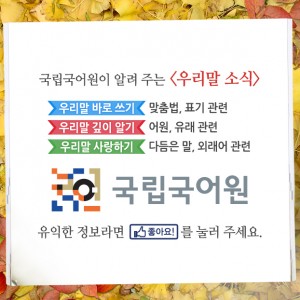 국립국어원이 알려 주는 <우리말 소식>
우리말 바로 쓰기 맞춤법, 표기 관련
우리말 깊이 알기 어원, 유래 관련
우리말 사랑하기 다듬은 말, 외래어 관련
국립국어원
유익한 정보라면 좋아요! 를 눌러 주세요.